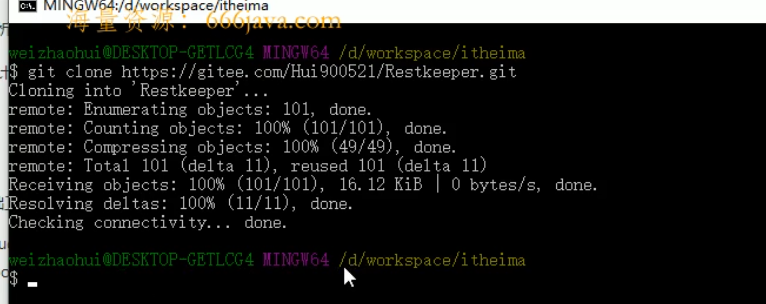 MINGW64:/d/workspace/itheima
海量资源：666java.com
weizhaohui@DESKTOP-GETLCG4 MINGW64 /d/workspace/itheima
$ git clone https://gitee.com/Hui900521/Restkeeper.git
Cloning into 'Restkeeper'...
remote: Enumerating objects: 101, done.
remote: Counting objects: 100% (101/101), done.
remote: Compressing objects: 100% (49/49), done.
remote: Total 101 (delta 11), reused 101 (delta 11)
Receiving objects: 100% (101/101), 16.12 KiB | 0 bytes/s, done.
Resolving deltas: 100% (11/11), done.
Checking connectivity... done.
weizhaohui@DESKTOP-GETLCG4 MINGW64 /d/workspace/itheima
$